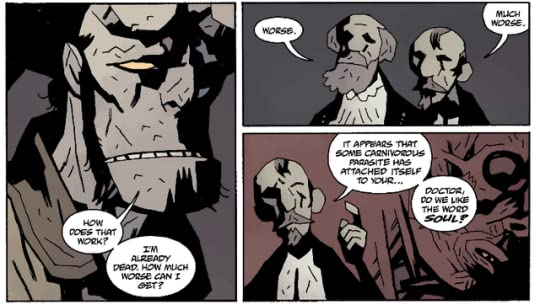 HOW
DOES THAT
WORK?
I'M
ALREADY
DEAD. HOW MUCH
WORSE CAN I
GET?
WORSE.
MUCH
WORSE.
IT APPEARS THAT
SOME CARNIVOROUS
PARASITE HAS
ATTACHED ITSELF
TO YOUR...
DOCTOR,
DO WE LIKE
THE WORD
SOUL?